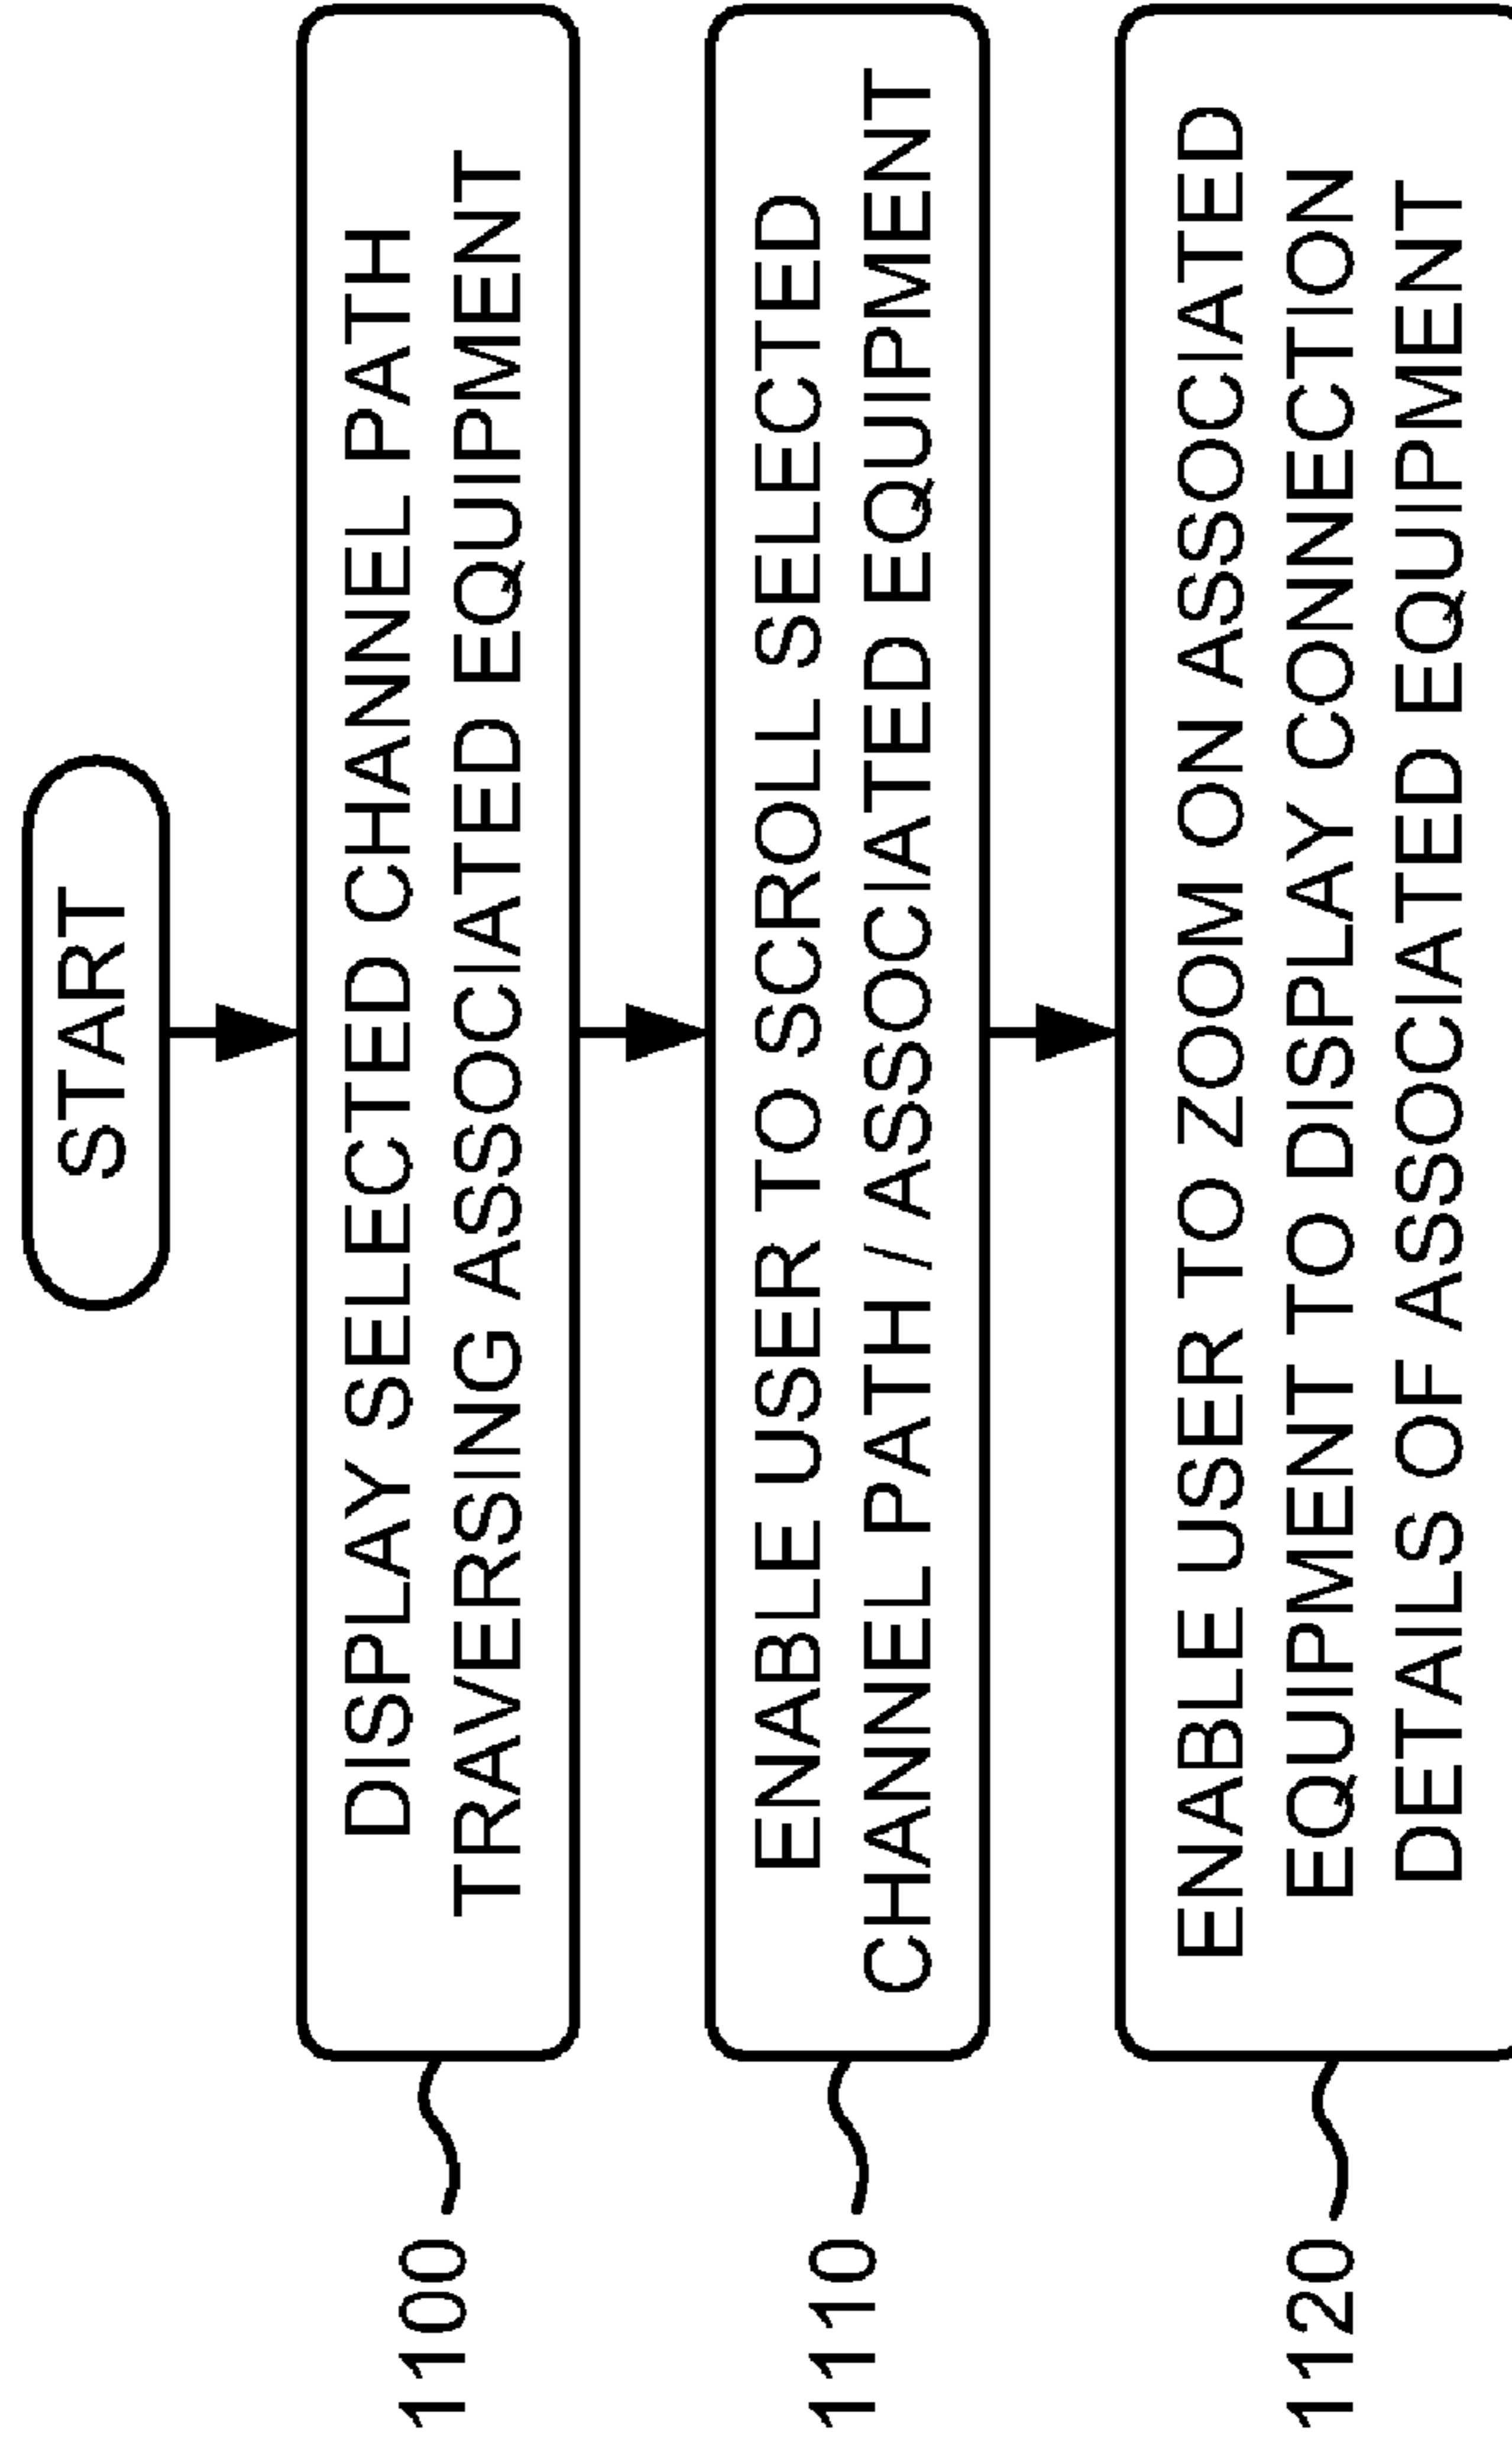 START
DISPLAY SELECTED CHANNEL PATH
TRAVERSING ASSOCIATED EQUIPMENT
1100
ENABLE USER TO SCROLL SELECTED
CHANNEL PATH / ASSOCIATED EQUIPMENT
1110
ENABLE USER TO ZOOM ON ASSOCIATED
EQUIPMENT TO DISPLAY CONNECTION
DETAILS OF ASSOCIATED EQUIPMENT
1120